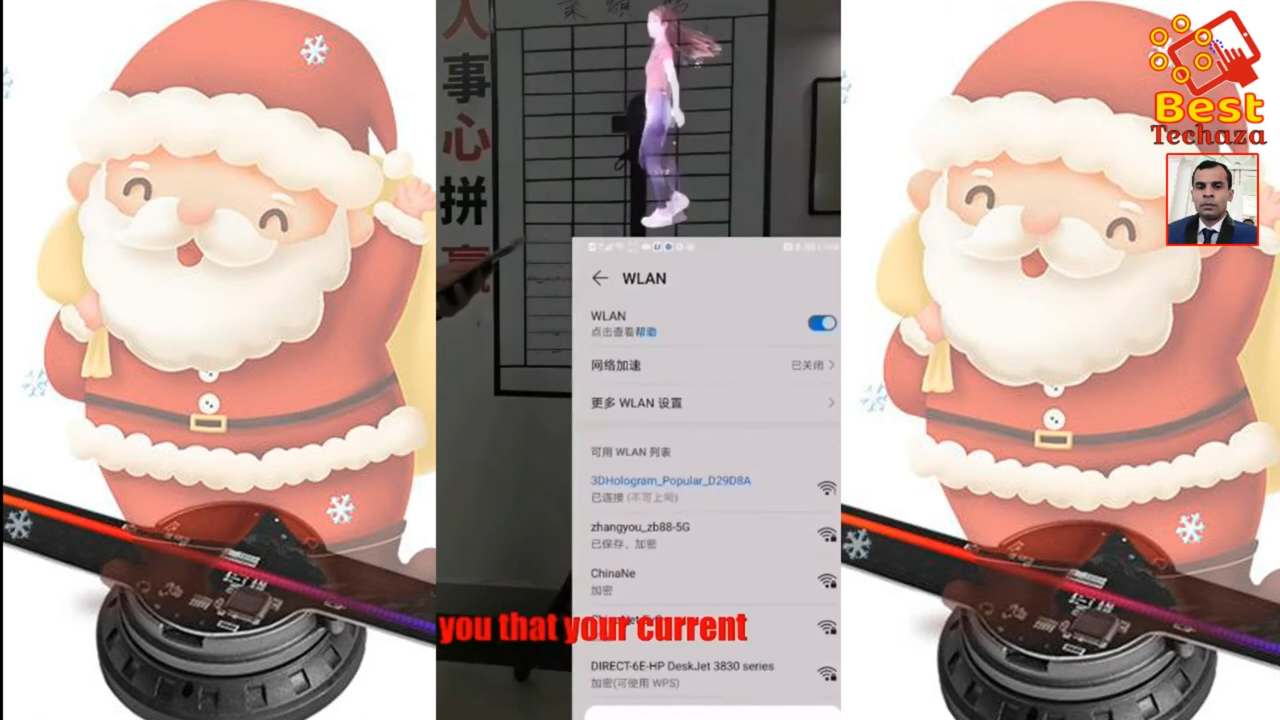 人
事
心
拼
赢
Best
Techaza
WLAN
WLAN
点击查看帮助
网络加速
已关闭
更多 WLAN 设置
可用 WLAN 列表
3DHologram_Popular_D29D8A
已连接 (不可上网)
zhangyou_zb88-5G
已保存、加密
ChinaNe
加密
you that your current
DIRECT-6E-HP DeskJet 3830 series
加密(可使用 WPS)